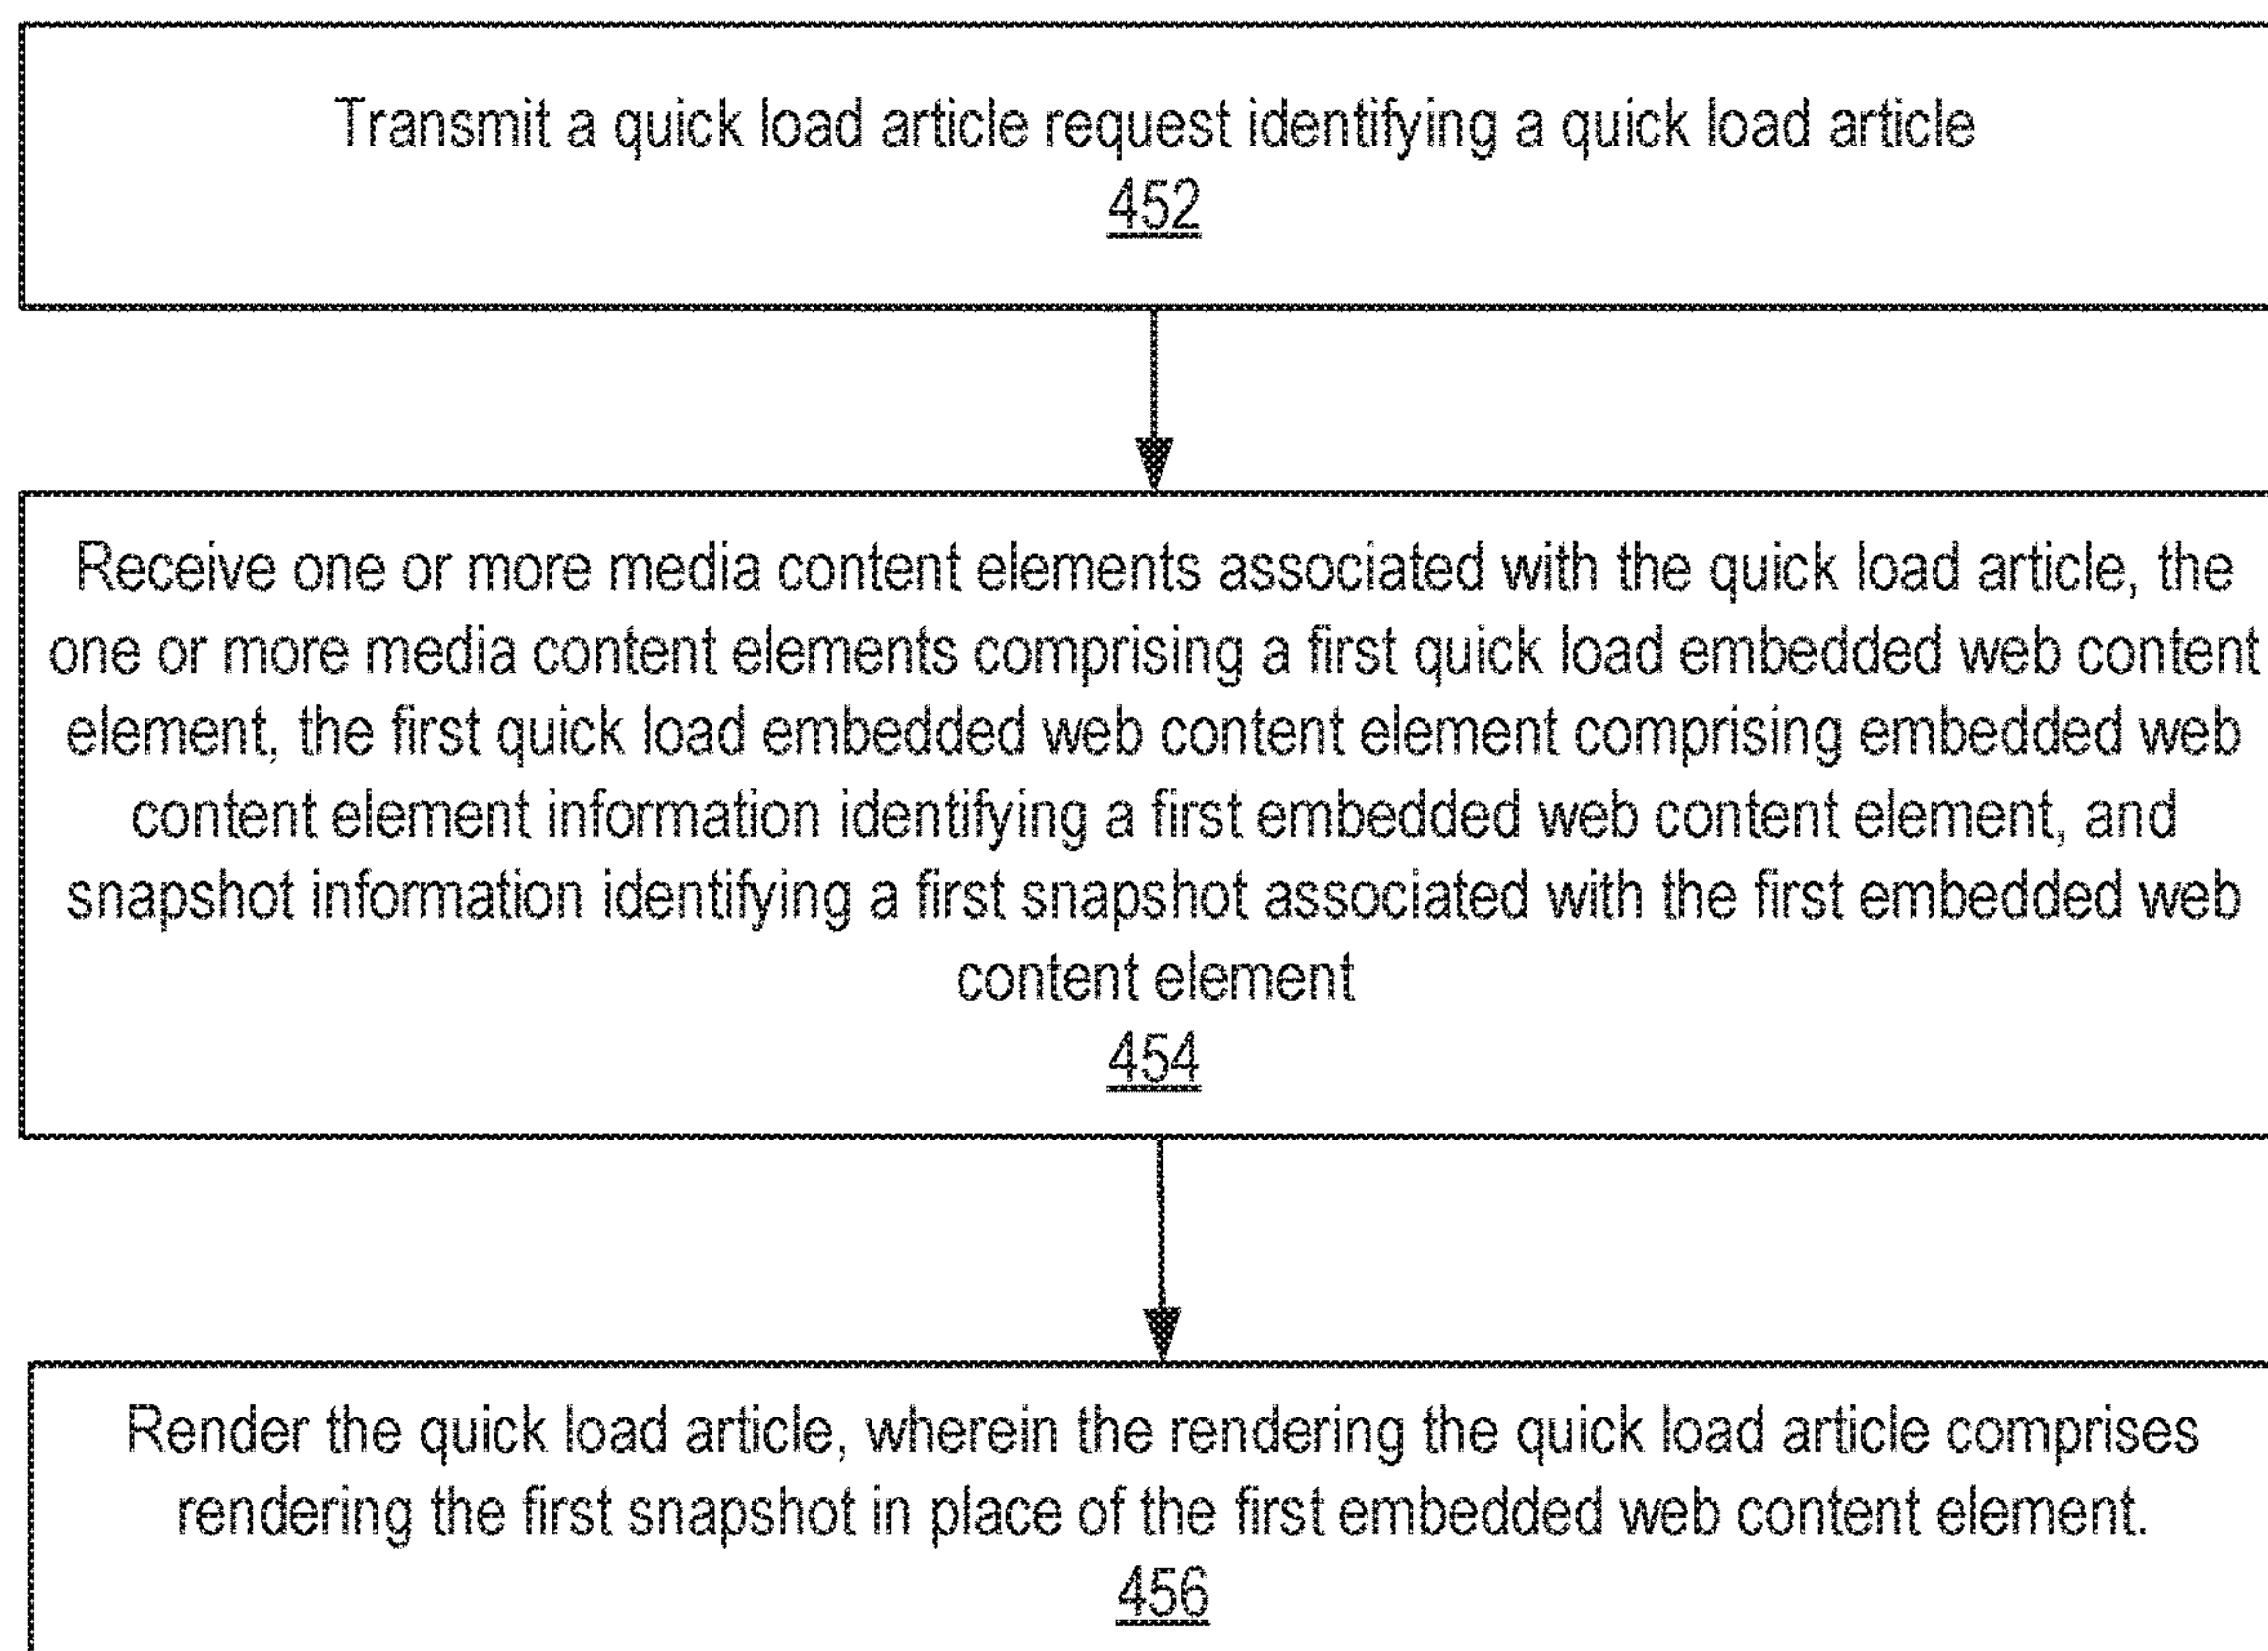 Transmit a quick load article request identifying a quick load article
452
Receive one or more media content elements associated with the quick load article, the
one or more media content elements comprising a first quick load embedded web content
element, the first quick load embedded web content element comprising embedded web
content element information identifying a first embedded web content element, and
snapshot information identifying a first snapshot associated with the first embedded web
content element
454
Render the quick load article, wherein the rendering the quick load article comprises
rendering the first snapshot in place of the first embedded web content element.
456